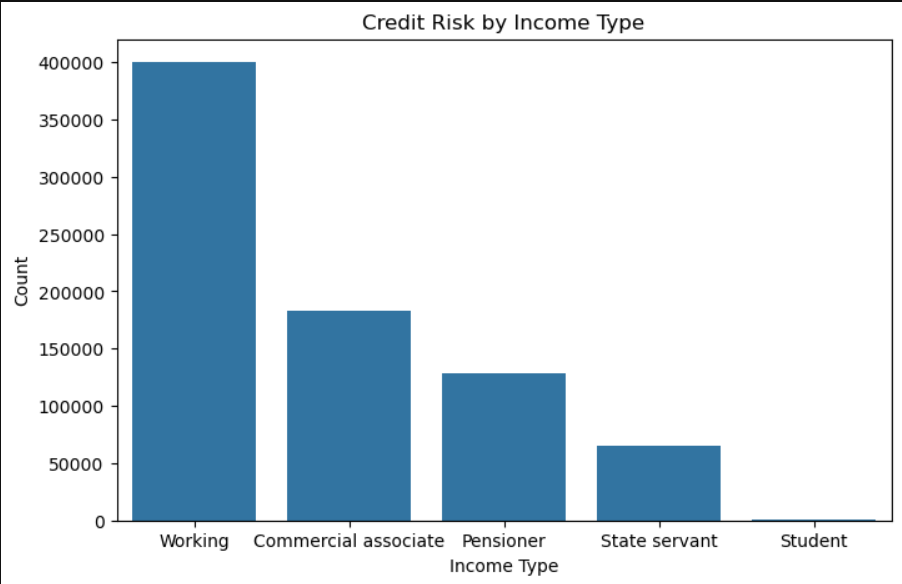 Credit Risk by Income Type
Count
400000
350000
300000
250000
200000
150000
100000
50000
0
Working Commercial associate Pensioner State servant Student
Income Type